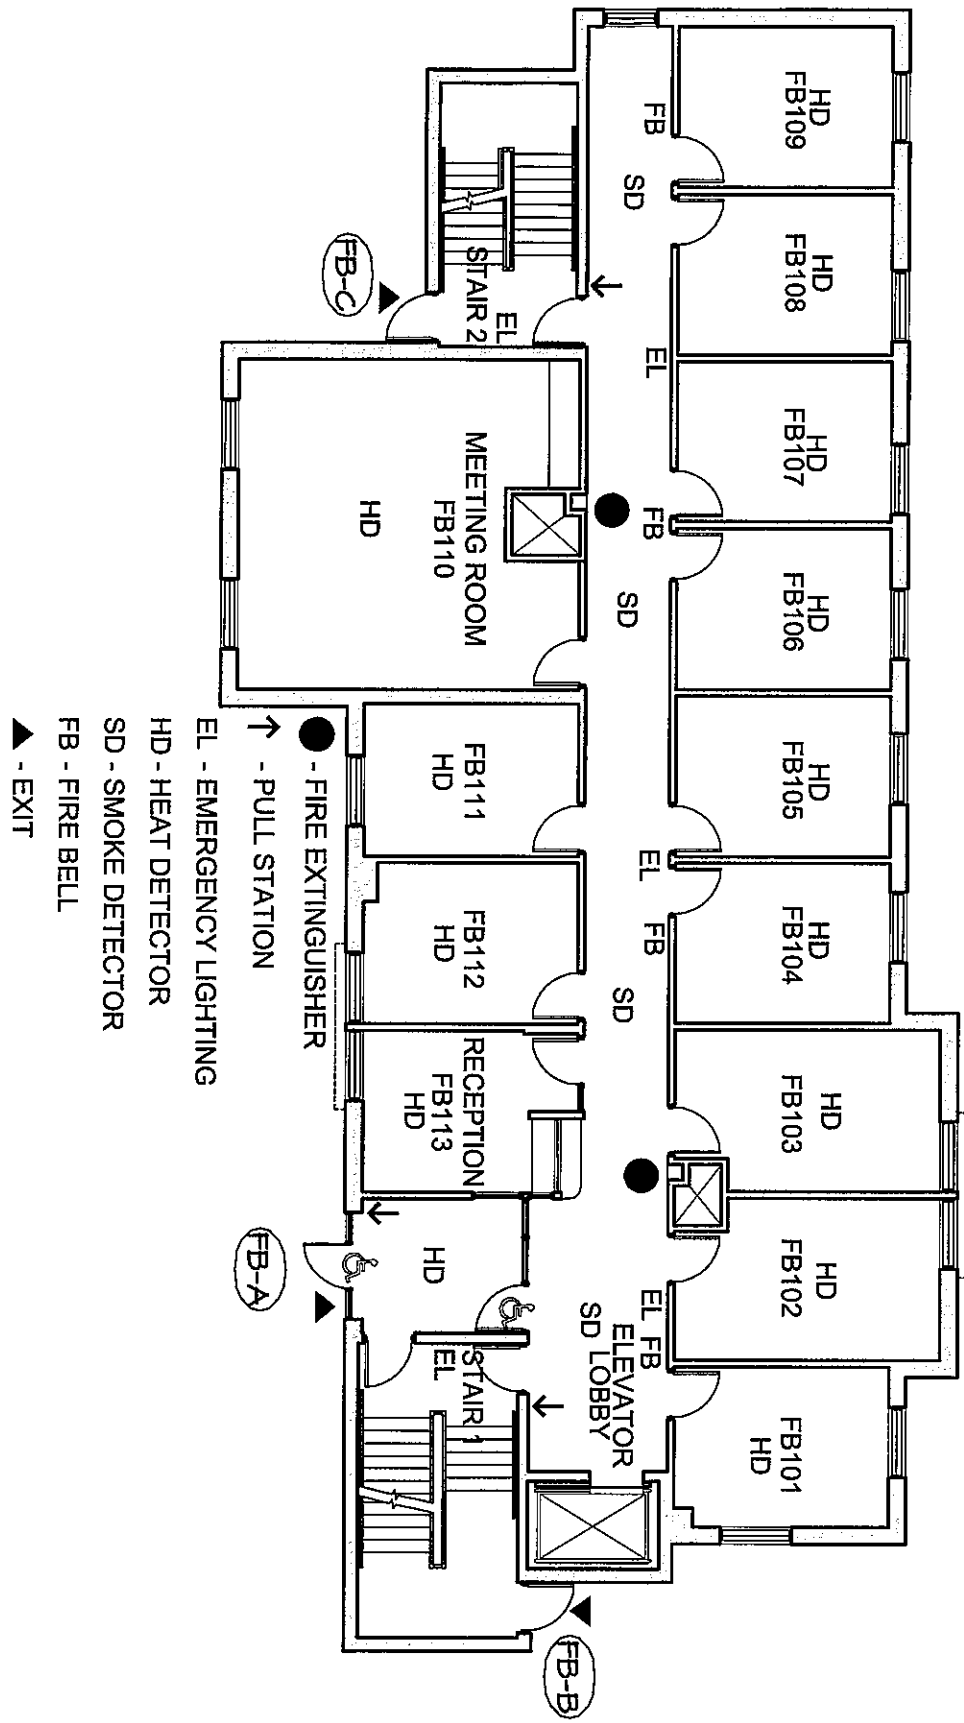 HD
FB109
HD
FB108
HD
FB107
HD
FB106
HD
FB105
HD
FB104
HD
FB103
HD
FB102
FB101
HD
FB
SD
EL
FB
SD
EL
FB
SD
EL FB
ELEVATOR
LOBBY
SD
EL
STAIR 2
FB-C
MEETING ROOM
FB110
HD
FB111
HD
FB112
HD
RECEPTION
FB113
HD
HD
STAIR 1
EL
FB-A
FB-B
- FIRE EXTINGUISHER
- PULL STATION
EL - EMERGENCY LIGHTING
HD - HEAT DETECTOR
SD - SMOKE DETECTOR
FB - FIRE BELL
- EXIT